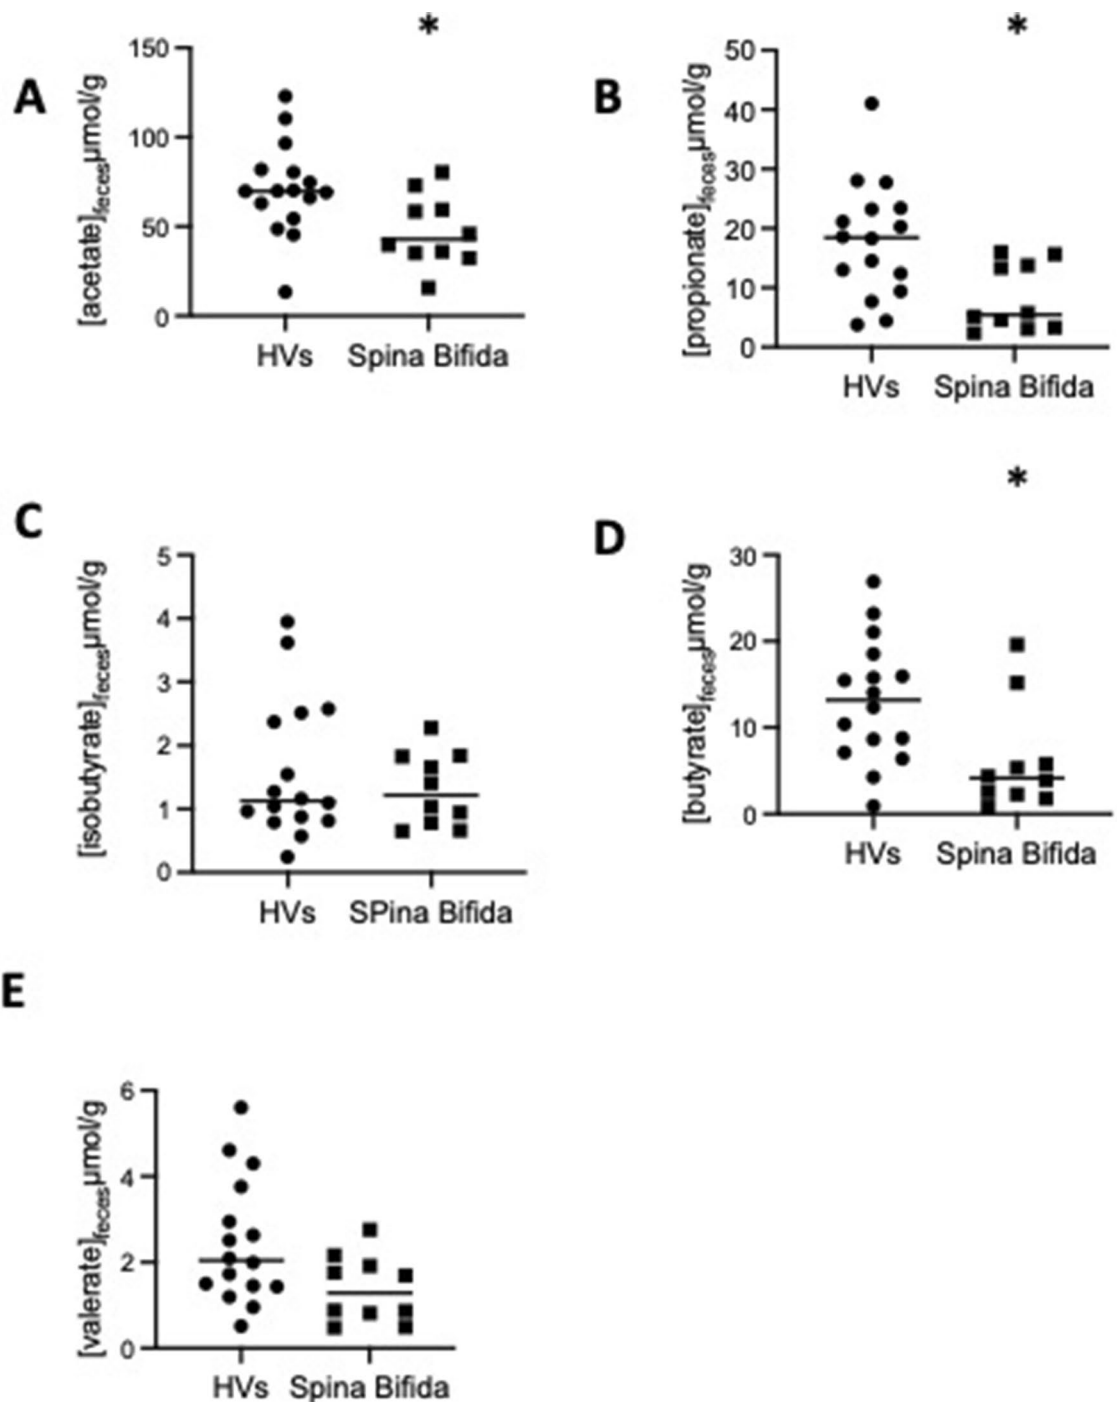 A
[acetate]feces µmol/g
150
100
50
0
*
HVs Spina Bifida
B
[propionate]feces µmol/g
50
40
30
20
10
0
*
HVs Spina Bifida
C
[isobutyrate]feces µmol/g
5
4
3
2
1
0
HVs SPina Bifida
D
[butyrate]feces µmol/g
30
20
10
0
*
HVs Spina Bifida
E
[valerate]feces µmol/g
6
4
2
0
HVs Spina Bifida